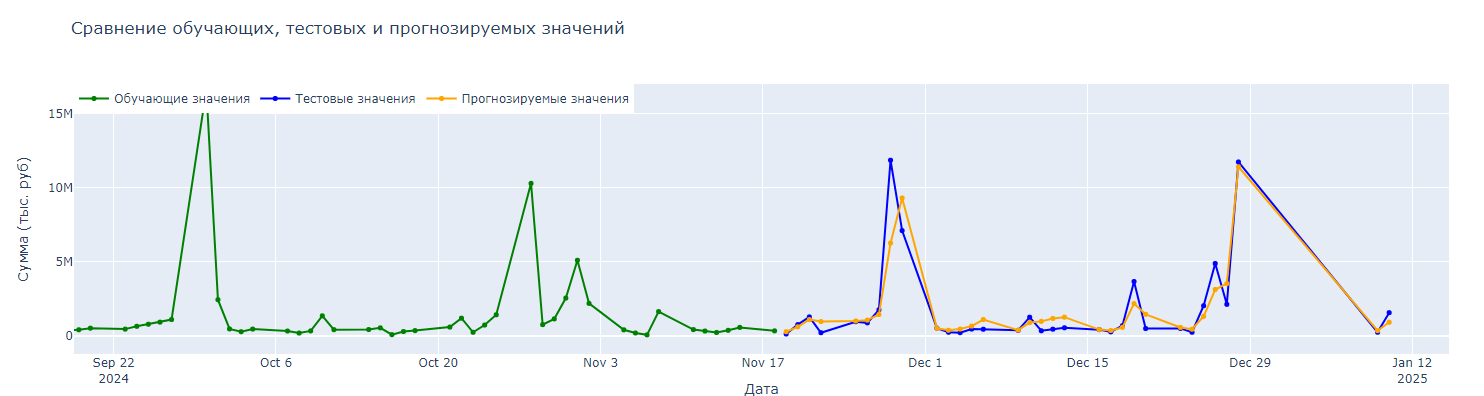 Сравнение обучающих, тестовых и прогнозируемых значений
Обучающие значения
Тестовые значения
Прогнозируемые значения
Сумма (тыс. руб)
15M
10M
5M
0
Sep 22
2024
Oct 6
Oct 20
Nov 3
Nov 17
Dec 1
Dec 15
Dec 29
Jan 12
2025
Дата